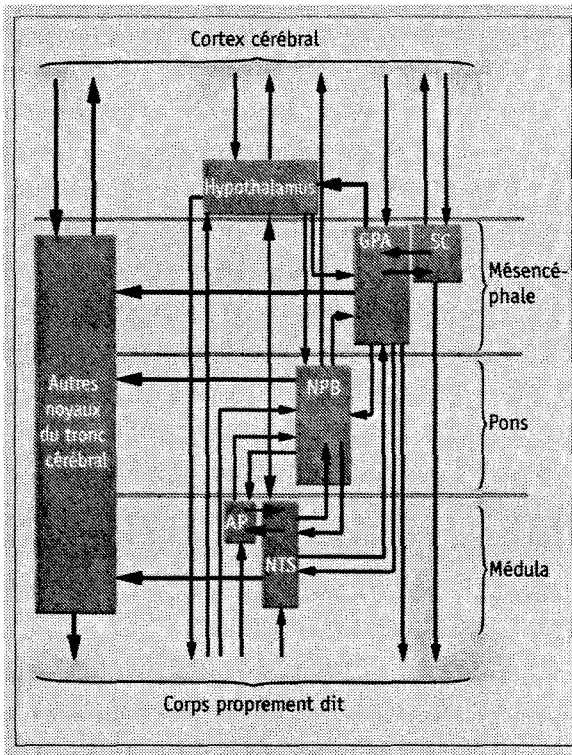 Cortex cérébral
Hypothalamus
GPA
SC
Mésencé-
phale
Autres
noyaux
du tronc
cérébral
NPB
Pons
AP
NTS
Médula
Corps proprement dit